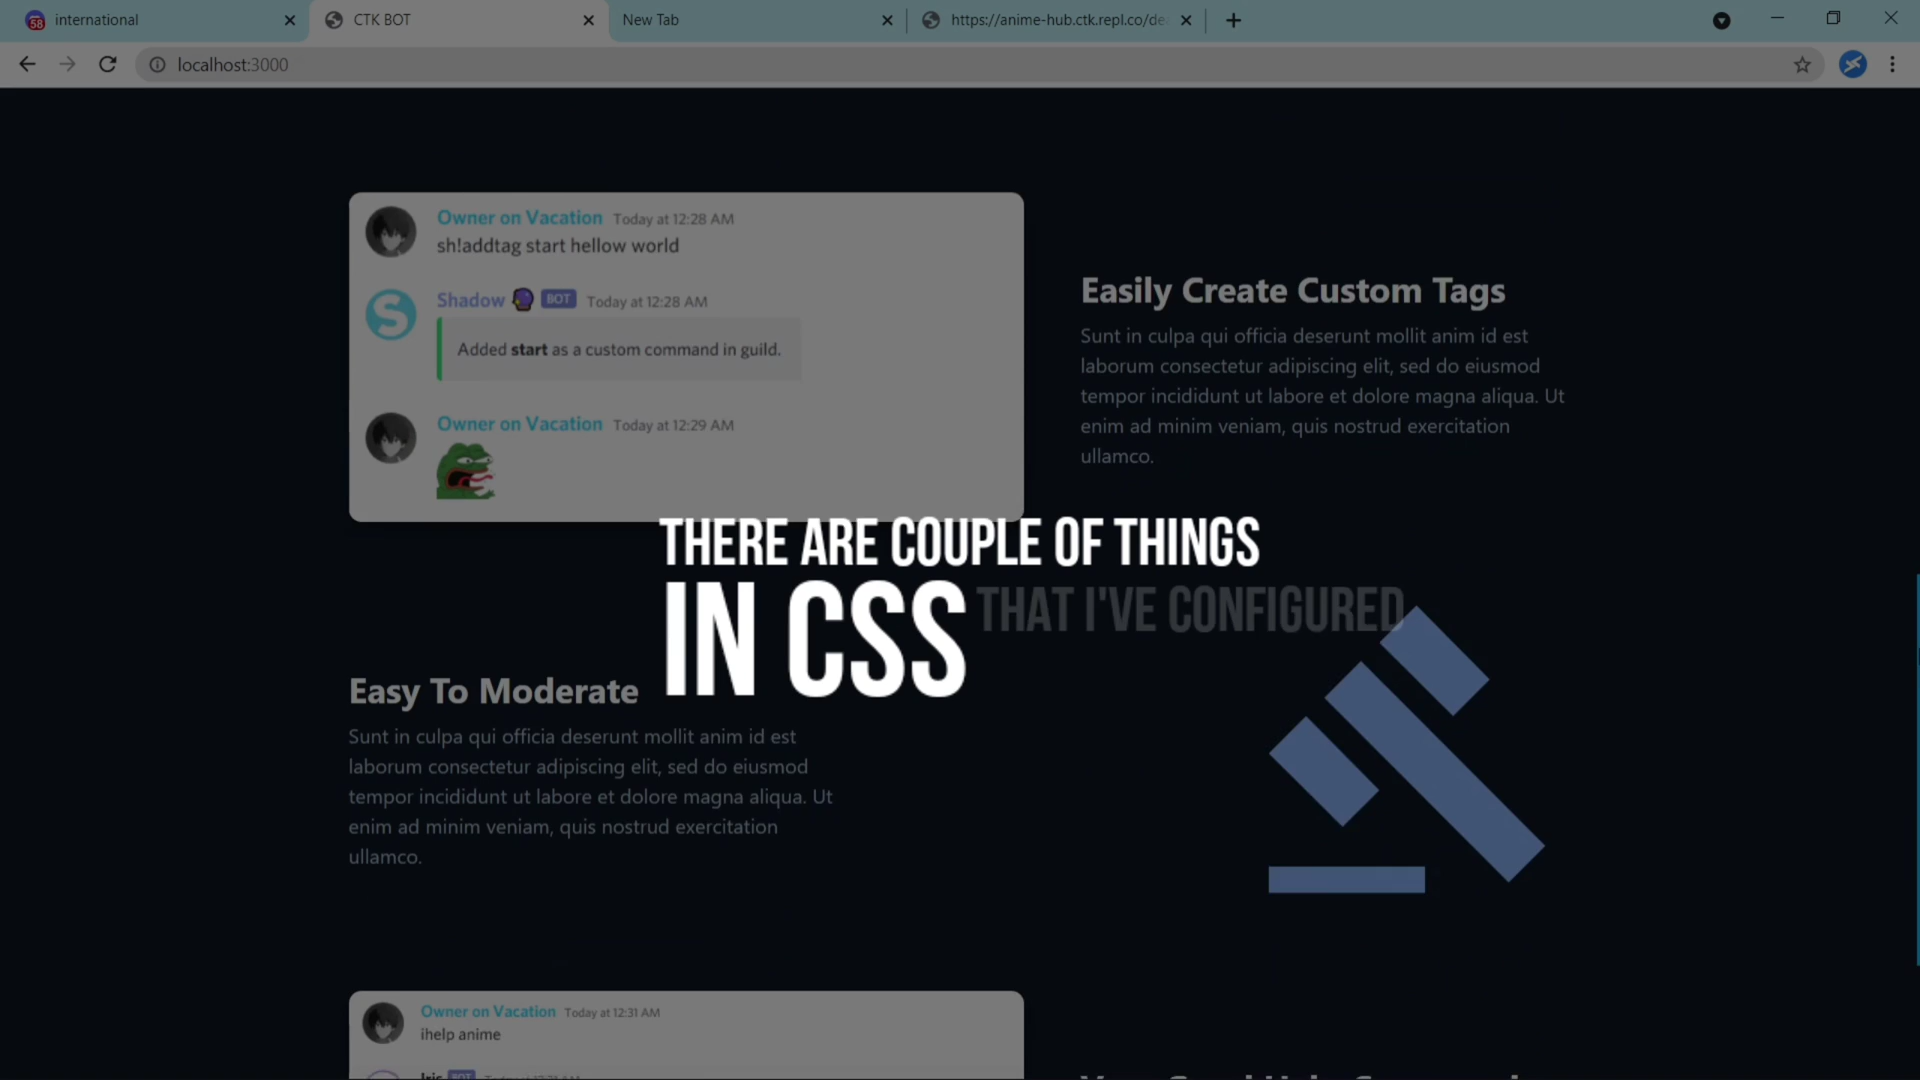 international
CTK BOT
New Tab
https://anime-hub.ctk.repl.co/de
localhost:3000
Owner on Vacation Today at 12:28 AM
sh!addtag start hellow world
Shadow BOT Today at 12:28 AM
Added start as a custom command in guild.
Owner on Vacation Today at 12:29 AM
Easily Create Custom Tags
Sunt in culpa qui officia deserunt mollit anim id est
laborum consectetur adipiscing elit, sed do eiusmod
tempor incididunt ut labore et dolore magna aliqua. Ut
enim ad minim veniam, quis nostrud exercitation
ullamco.
THERE ARE COUPLE OF THINGS
IN CSS THAT I'VE CONFIGURED
Easy To Moderate
Sunt in culpa qui officia deserunt mollit anim id est
laborum consectetur adipiscing elit, sed do eiusmod
tempor incididunt ut labore et dolore magna aliqua. Ut
enim ad minim veniam, quis nostrud exercitation
ullamco.
Owner on Vacation Today at 12:31 AM
ihelp anime